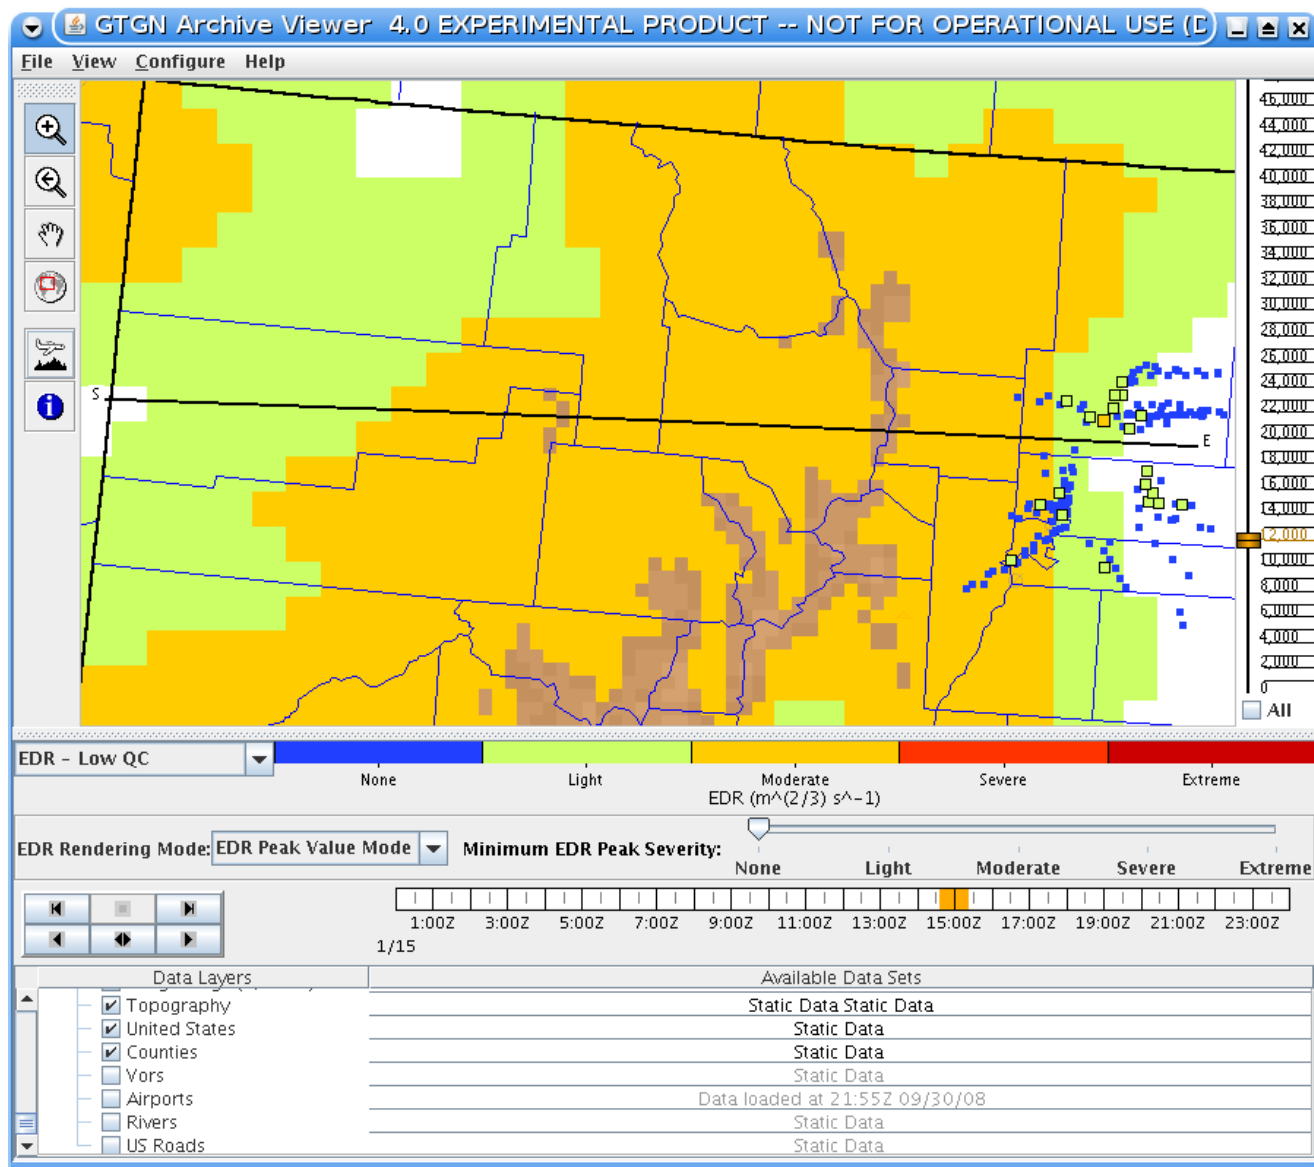 GTGN Archive Viewer 4.0 EXPERIMENTAL PRODUCT -- NOT FOR OPERATIONAL USE (D
File View Configure Help
46,000
44,000
42,000
40,000
38,000
36,000
34,000
32,000
30,000
28,000
26,000
24,000
22,000
20,000
18,000
16,000
14,000
12,000
10,000
8,000
6,000
4,000
2,000
0
S
E
All
EDR - Low QC
None Light Moderate Severe Extreme
EDR (m^(2/3) s^-1)
EDR Rendering Mode: EDR Peak Value Mode Minimum EDR Peak Severity:
None Light Moderate Severe Extreme
1:00Z 3:00Z 5:00Z 7:00Z 9:00Z 11:00Z 13:00Z 15:00Z 17:00Z 19:00Z 21:00Z 23:00Z
1/15
Data Layers Available Data Sets
Topography Static Data Static Data
United States Static Data
Counties Static Data
Vors Static Data
Airports Data loaded at 21:55Z 09/30/08
Rivers Static Data
US Roads Static Data